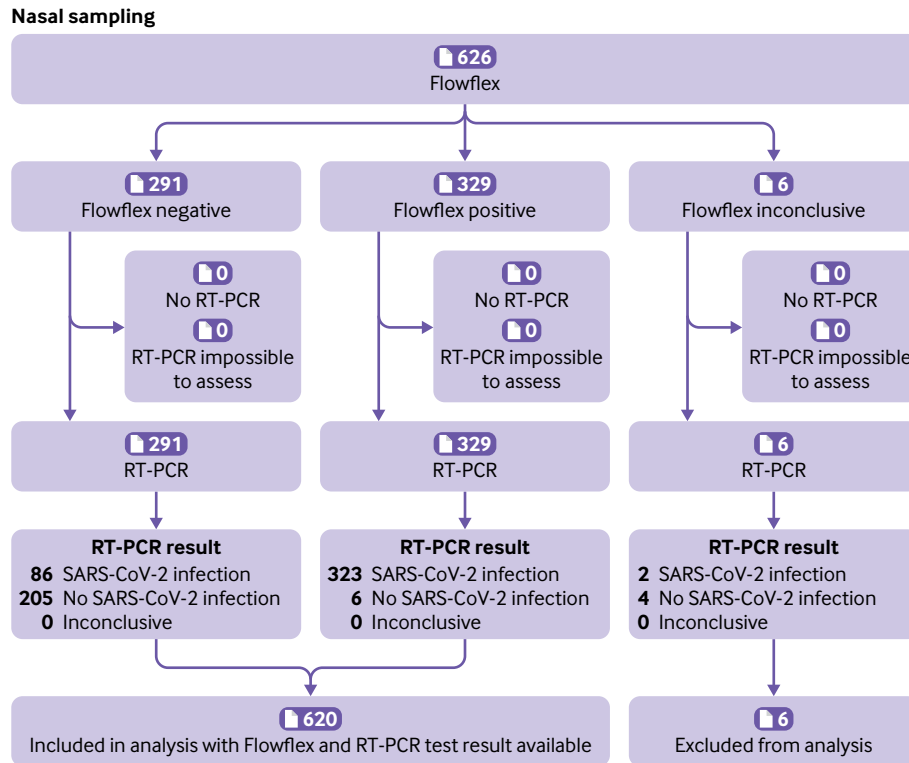 Nasal sampling
626
Flowflex
291
Flowflex negative
329
Flowflex positive
6
Flowflex inconclusive
0
No RT-PCR
0
RT-PCR impossible
to assess
0
No RT-PCR
0
RT-PCR impossible
to assess
0
No RT-PCR
0
RT-PCR impossible
to assess
291
RT-PCR
329
RT-PCR
6
RT-PCR
RT-PCR result
86 SARS-CoV-2 infection
205 No SARS-CoV-2 infection
0 Inconclusive
RT-PCR result
323 SARS-CoV-2 infection
6 No SARS-CoV-2 infection
0 Inconclusive
RT-PCR result
2 SARS-CoV-2 infection
4 No SARS-CoV-2 infection
0 Inconclusive
620
Included in analysis with Flowflex and RT-PCR test result available
6
Excluded from analysis